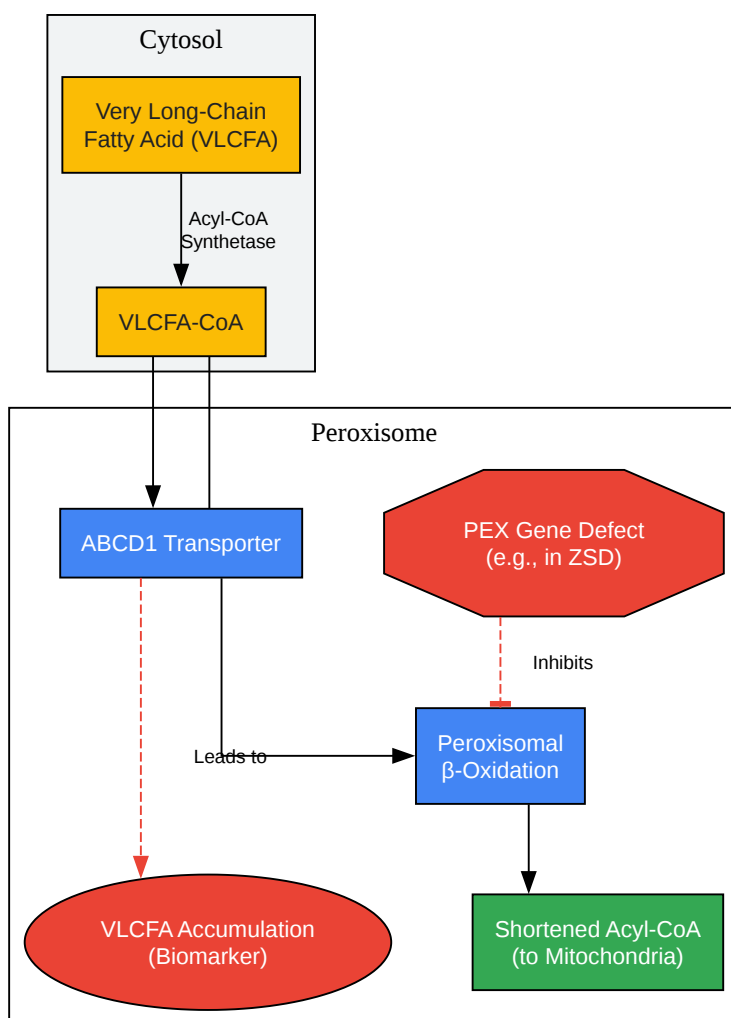 Cytosol
Very Long-Chain
Fatty Acid (VLCFA)
Acyl-CoA
Synthetase
VLCFA-CoA
Peroxisome
ABCD1 Transporter
PEX Gene Defect
(e.g., in ZSD)
Inhibits
Leads to
Peroxisomal
β-Oxidation
VLCFA Accumulation
(Biomarker)
Shortened Acyl-CoA
(to Mitochondria)